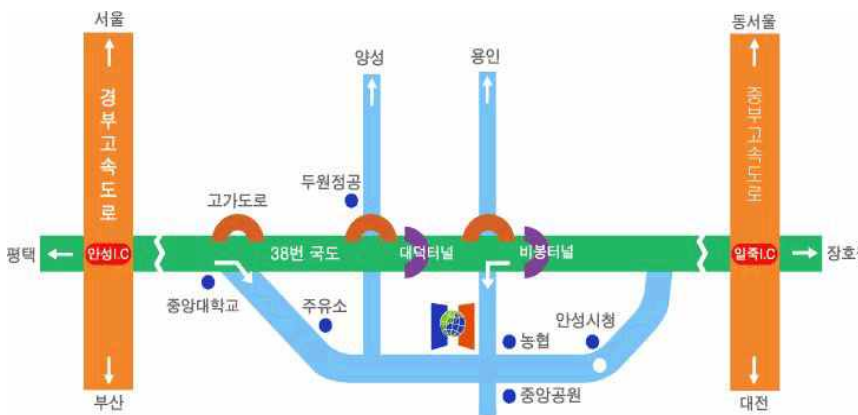 서울
동서울
양성
용인
경부고속도로
중부고속도로
두원정공
고가도로
평택
안성I.C
38번 국도
대덕터널
비봉터널
일죽I.C
중앙대학교
주유소
농협
안성시청
중앙공원
부산
대전